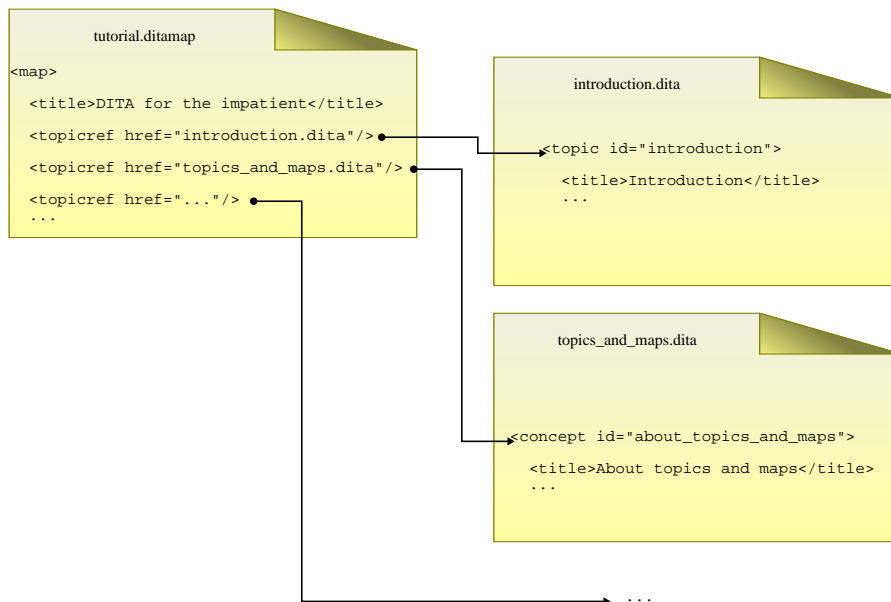 tutorial.ditamap
<map>
<title>DITA for the impatient</title>
<topicref href="introduction.dita"/>
<topicref href="topics_and_maps.dita"/>
<topicref href="..."/>
...
introduction.dita
<topic id="introduction">
<title>Introduction</title>
...
topics_and_maps.dita
<concept id="about_topics_and_maps">
<title>About topics and maps</title>
...
...